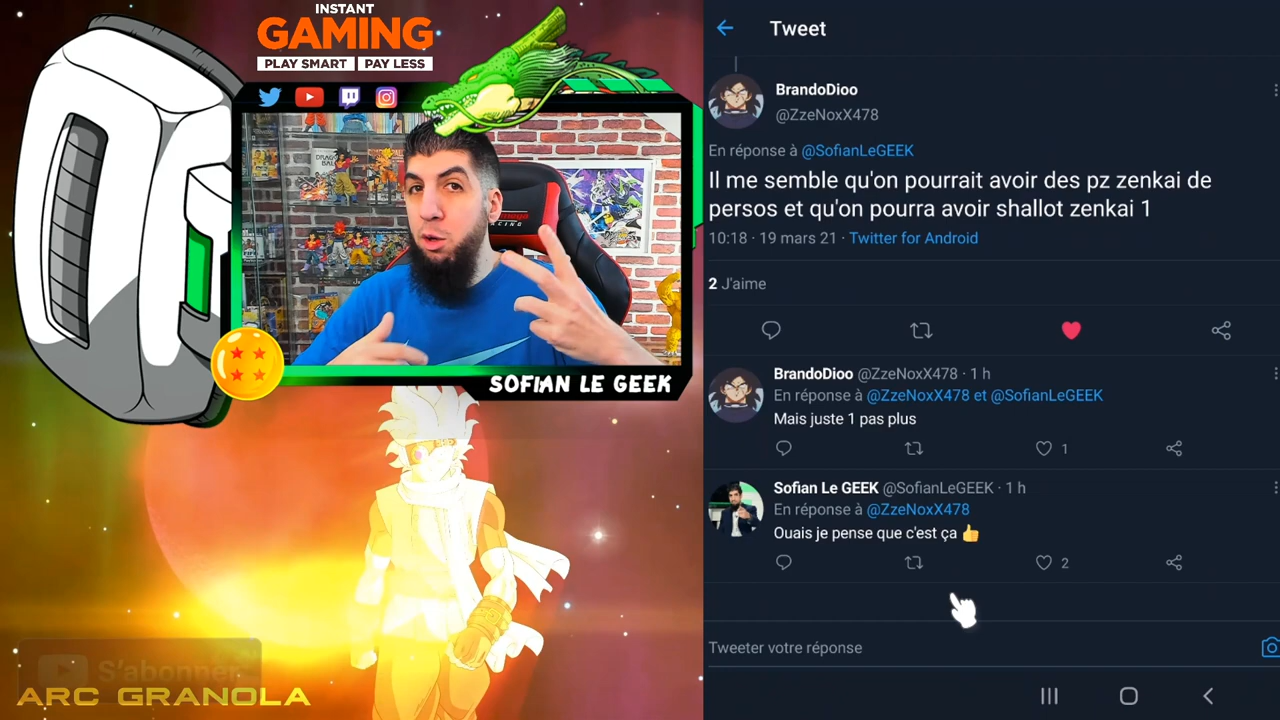 INSTANT
GAMING
PLAY SMART PAY LESS
SOFIAN LE GEEK
S'abonner
ARC GRANOLA
Tweet
BrandoDioo
@ZzeNoxX478
En réponse à @SofianLeGEEK
Il me semble qu'on pourrait avoir des pz zenkai de
persos et qu'on pourra avoir shallot zenkai 1
10:18 · 19 mars 21 · Twitter for Android
2 J'aime
BrandoDioo @ZzeNoxX478 · 1 h
En réponse à @ZzeNoxX478 et @SofianLeGEEK
Mais juste 1 pas plus
1
Sofian Le GEEK @SofianLeGEEK · 1 h
En réponse à @ZzeNoxX478
Ouais je pense que c'est ça 👍
2
Tweeter votre réponse